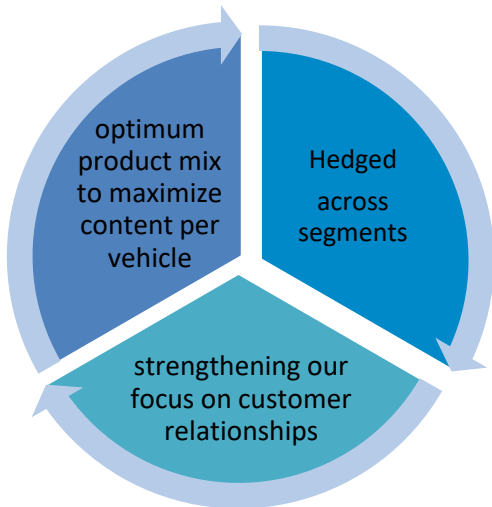 optimum
product mix
to maximize
content per
vehicle
Hedged
across
segments
strengthening our
focus on customer
relationships